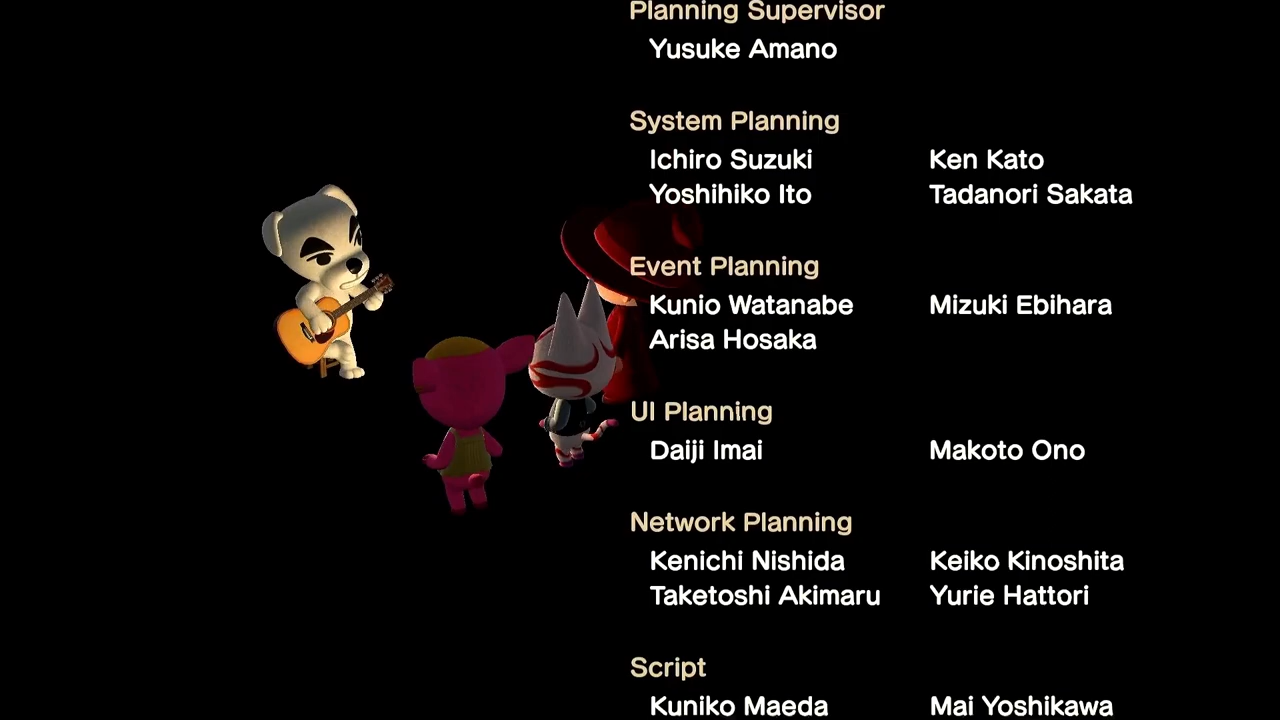 Planning Supervisor
Yusuke Amano
System Planning
Ichiro Suzuki Ken Kato
Yoshihiko Ito Tadanori Sakata
Event Planning
Kunio Watanabe Mizuki Ebihara
Arisa Hosaka
UI Planning
Daiji Imai Makoto Ono
Network Planning
Kenichi Nishida Keiko Kinoshita
Taketoshi Akimaru Yurie Hattori
Script
Kuniko Maeda Mai Yoshikawa